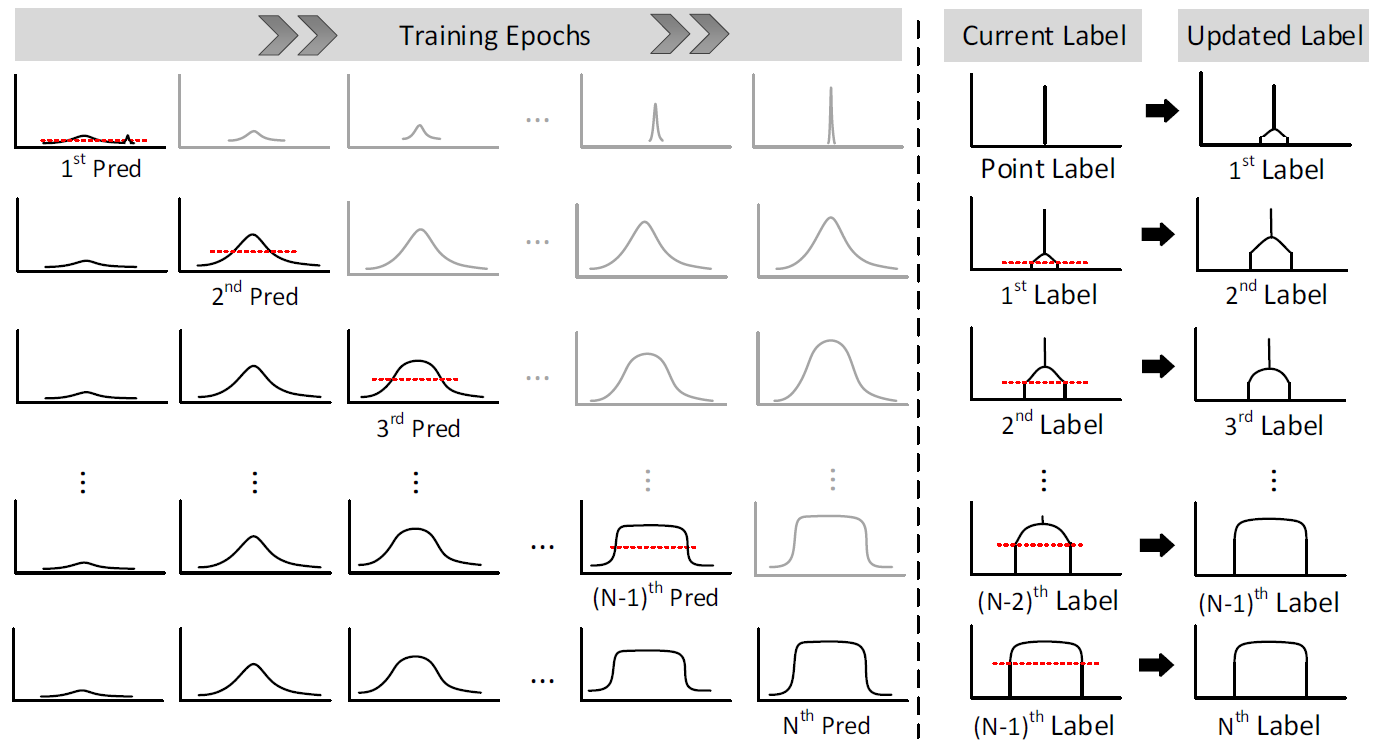 Training Epochs
Current Label
Updated Label
1st Pred
Point Label
1st Label
...
2nd Pred
1st Label
2nd Label
...
3rd Pred
2nd Label
3rd Label
...
(N-1)th Pred
(N-2)th Label
(N-1)th Label
...
Nth Pred
(N-1)th Label
Nth Label